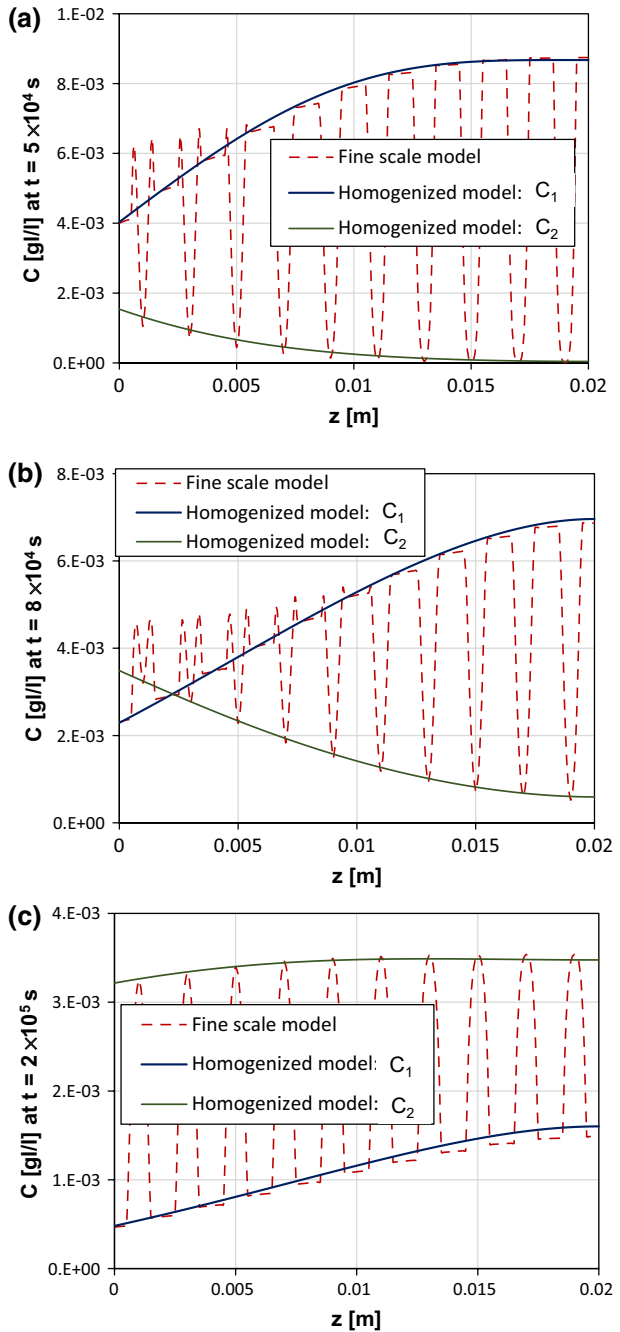 (a)
1.E-02
8.E-03
6.E-03
4.E-03
2.E-03
0.E+00
C [gl/l] at t = 5 ×10⁴ s
Fine scale model
Homogenized model: C₁
Homogenized model: C₂
0 0.005 0.01 0.015 0.02
z [m]
(b)
8.E-03
6.E-03
4.E-03
2.E-03
0.E+00
C [gl/l] at t = 8 ×10⁴ s
Fine scale model
Homogenized model: C₁
Homogenized model: C₂
0 0.005 0.01 0.015 0.02
z [m]
(c)
4.E-03
3.E-03
2.E-03
1.E-03
0.E+00
C [gl/l] at t = 2 ×10⁵ s
Fine scale model
Homogenized model: C₁
Homogenized model: C₂
0 0.005 0.01 0.015 0.02
z [m]